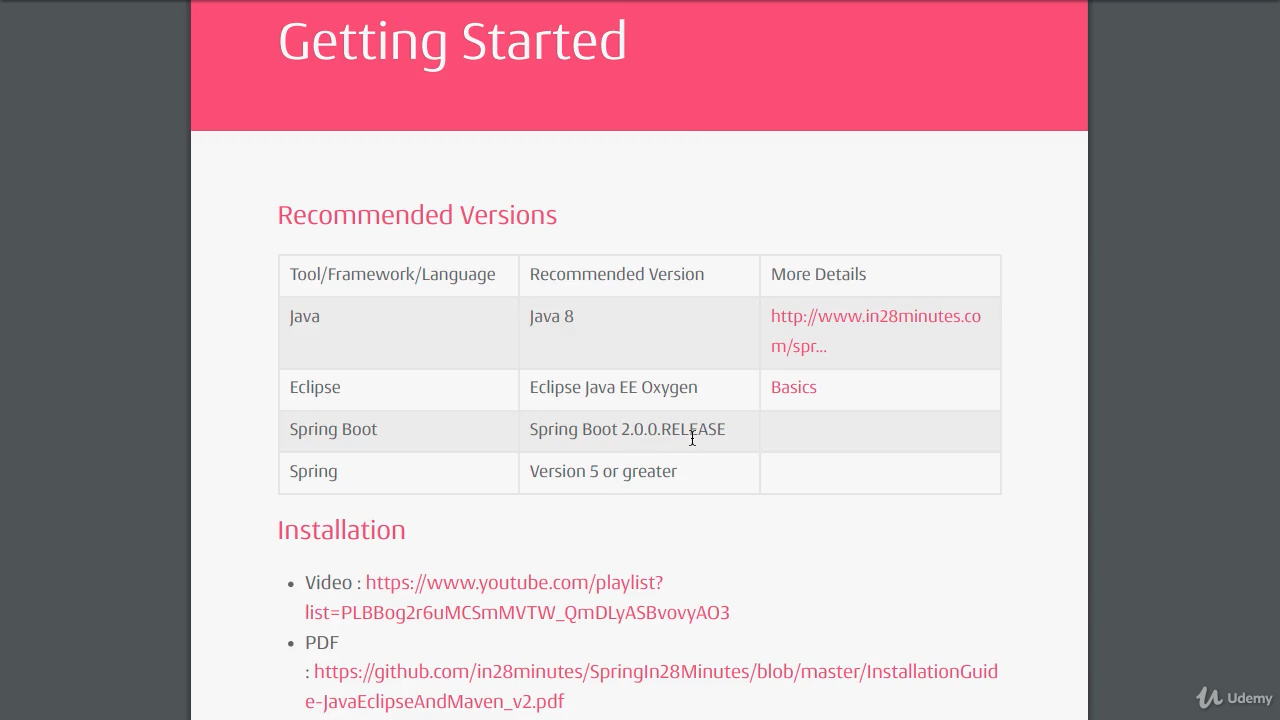 Getting Started
Recommended Versions
Tool/Framework/Language Recommended Version More Details
Java Java 8 http://www.in28minutes.co
m/spr...
Eclipse Eclipse Java EE Oxygen Basics
Spring Boot Spring Boot 2.0.0.RELEASE
Spring Version 5 or greater
Installation
• Video : https://www.youtube.com/playlist?
list=PLBBog2r6uMCSmMVTW_QmDLyASBvovyAO3
• PDF
: https://github.com/in28minutes/SpringIn28Minutes/blob/master/InstallationGuid
e-JavaEclipseAndMaven_v2.pdf
Udemy